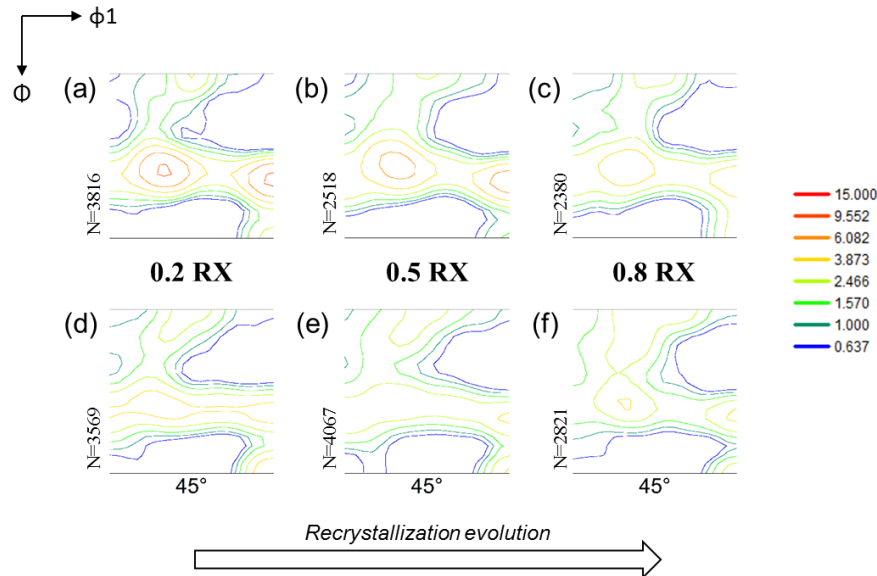 ϕ1
Φ
(a)
(b)
(c)
N=3816
N=2518
N=2380
15.000
9.552
6.082
3.873
2.466
1.570
1.000
0.637
0.2 RX
0.5 RX
0.8 RX
(d)
(e)
(f)
N=3569
N=4067
N=2821
45°
45°
45°
Recrystallization evolution